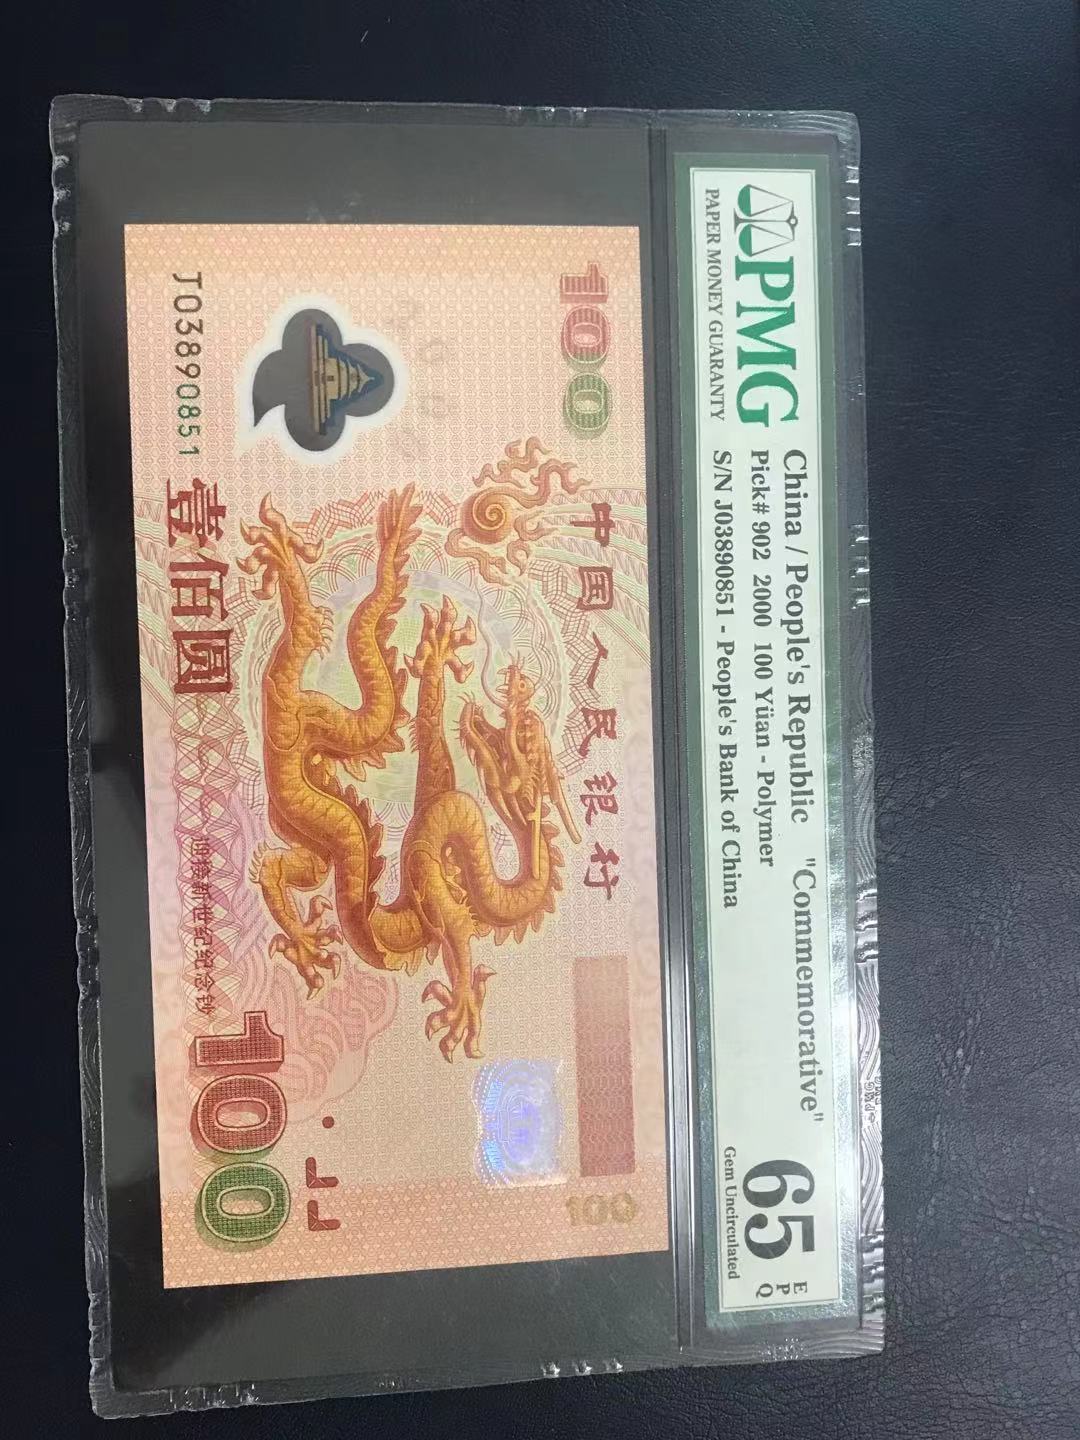 PMG
PAPER MONEY GUARANTY
China / People's Republic "Commemorative"
Pick# 902 2000 100 Yüan - Polymer
S/N J03890851 - People's Bank of China
65
EPQ
Gem Uncirculated
100
中国人民银行
100
J03890851
壹佰圆
迎接新世纪纪念钞
100